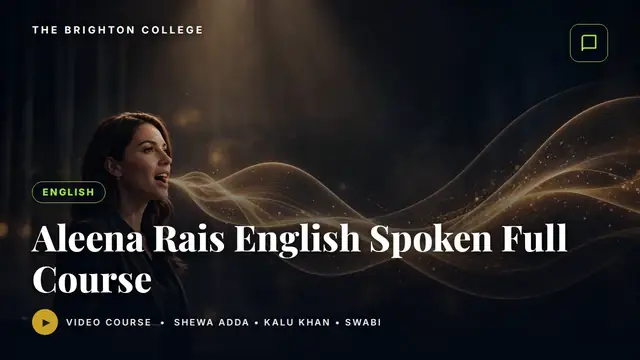 THE BRIGHTON COLLEGE
ENGLISH
Aleena Rais English Spoken Full
Course
VIDEO COURSE • SHEWA ADDA • KALU KHAN • SWABI